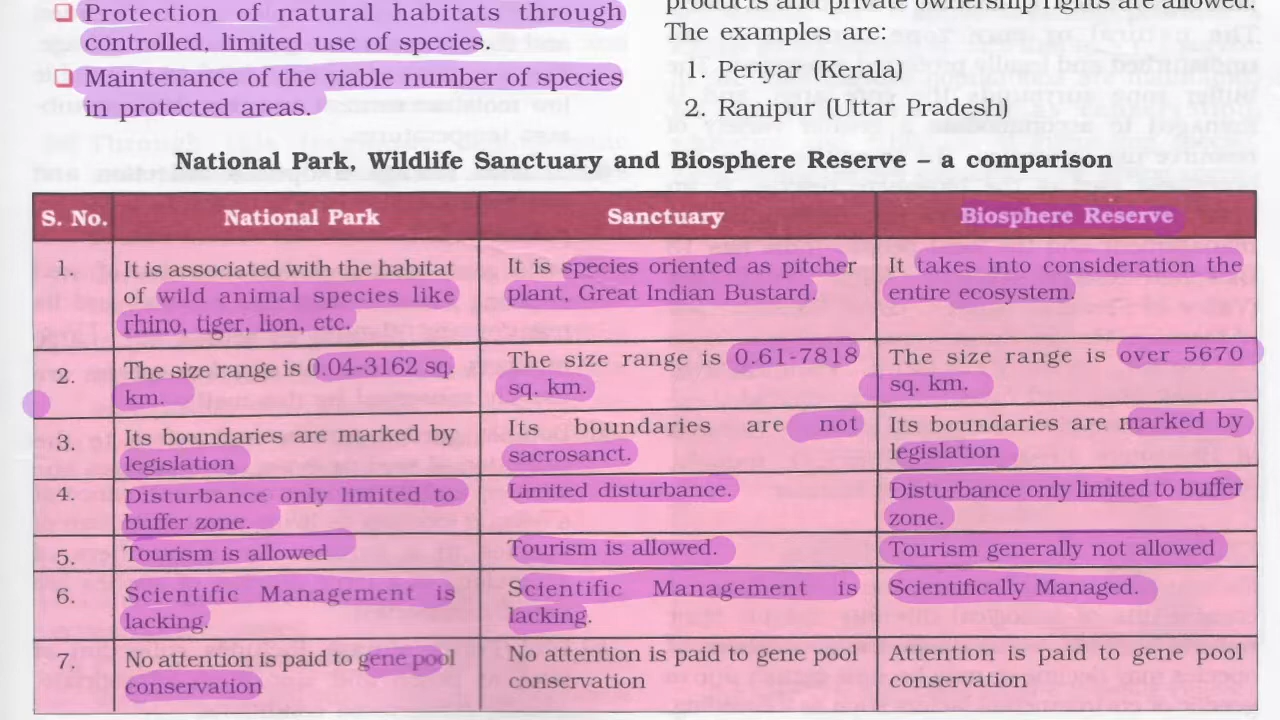 ❑ Protection of natural habitats through
controlled, limited use of species.
❑ Maintenance of the viable number of species
in protected areas.
products and private ownership rights are allowed.
The examples are:
1. Periyar (Kerala)
2. Ranipur (Uttar Pradesh)
National Park, Wildlife Sanctuary and Biosphere Reserve – a comparison
S. No. National Park Sanctuary Biosphere Reserve
1.
It is associated with the habitat
of wild animal species like
rhino, tiger, lion, etc.
It is species oriented as pitcher
plant, Great Indian Bustard.
It takes into consideration the
entire ecosystem.
2.
The size range is 0.04-3162 sq.
km.
The size range is 0.61-7818
sq. km.
The size range is over 5670
sq. km.
3.
Its boundaries are marked by
legislation
Its boundaries are not
sacrosanct.
Its boundaries are marked by
legislation
4.
Disturbance only limited to
buffer zone.
Limited disturbance.
Disturbance only limited to buffer
zone.
5.
Tourism is allowed
Tourism is allowed.
Tourism generally not allowed
6.
Scientific Management is
lacking.
Scientific Management is
lacking.
Scientifically Managed.
7.
No attention is paid to gene pool
conservation
No attention is paid to gene pool
conservation
Attention is paid to gene pool
conservation